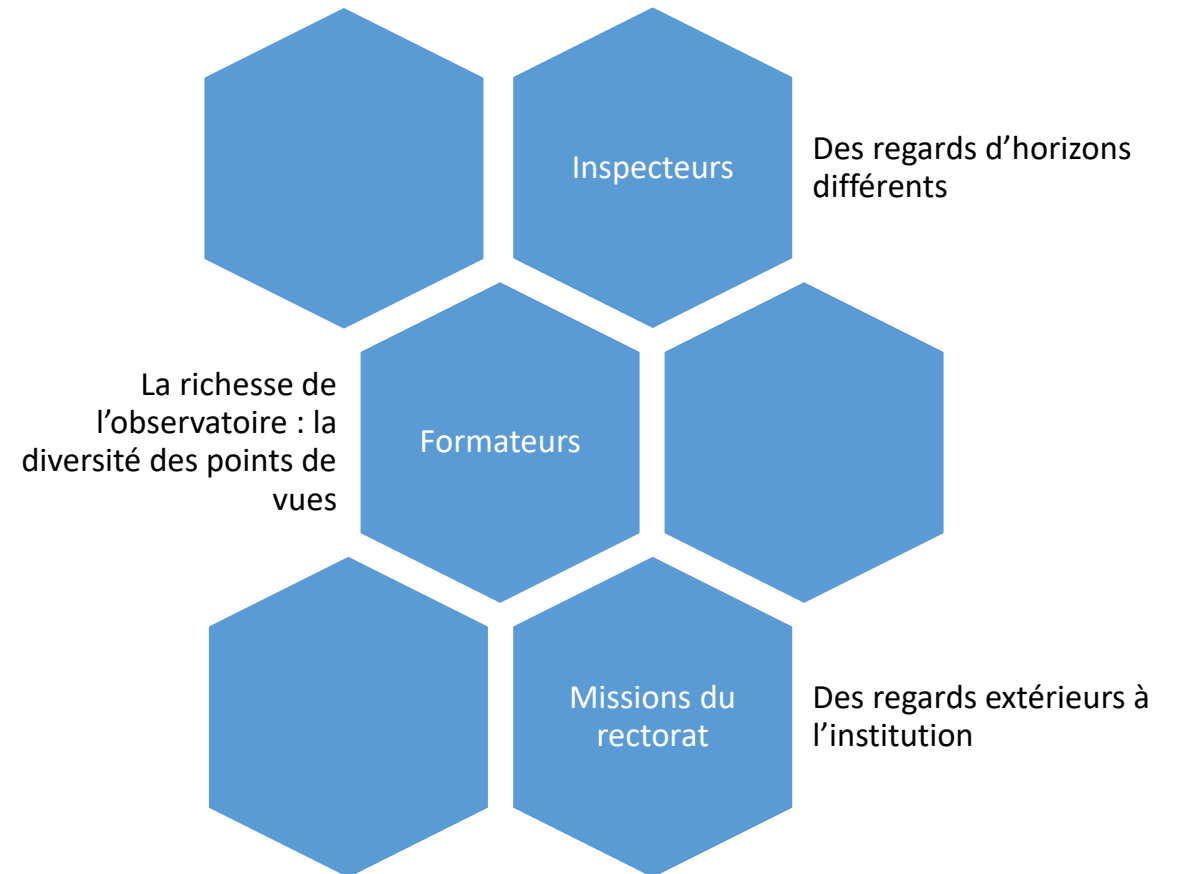 Inspecteurs
Des regards d’horizons
différents
La richesse de
l’observatoire : la
diversité des points de
vues
Formateurs
Missions du
rectorat
Des regards extérieurs à
l’institution